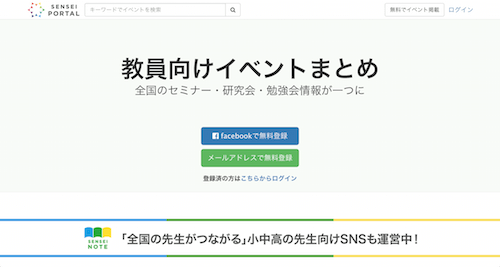 SENSEI
PORTAL
キーワードでイベントを検索
無料でイベント掲載
ログイン
教員向けイベントまとめ
全国のセミナー・研究会・勉強会情報が一つに
facebookで無料登録
メールアドレスで無料登録
登録済の方はこちらからログイン
SENSEI
NOTE
「全国の先生がつながる」小中高の先生向けSNSも運営中！